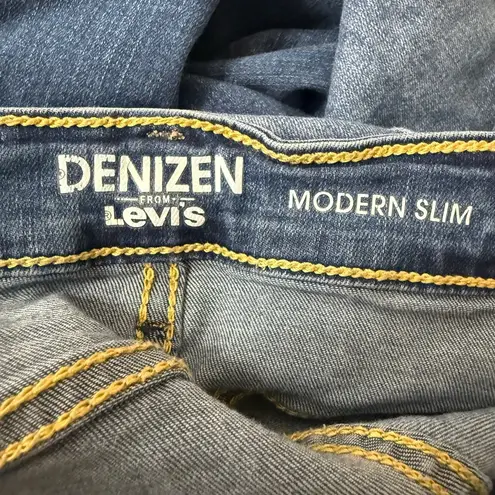 DENIZEN
FROM
Levi's
MODERN SLIM